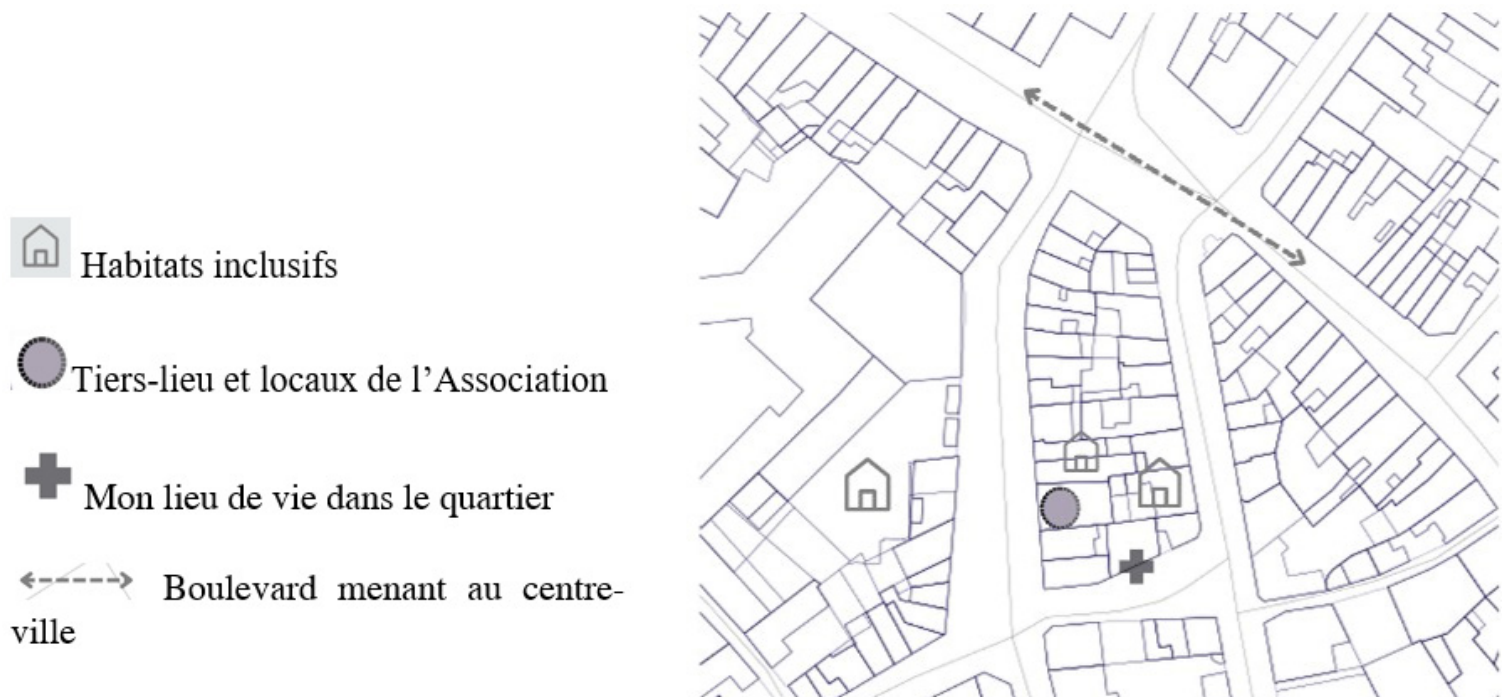 Habitats inclusifs
Tiers-lieu et locaux de l’Association
Mon lieu de vie dans le quartier
Boulevard menant au centre-
ville